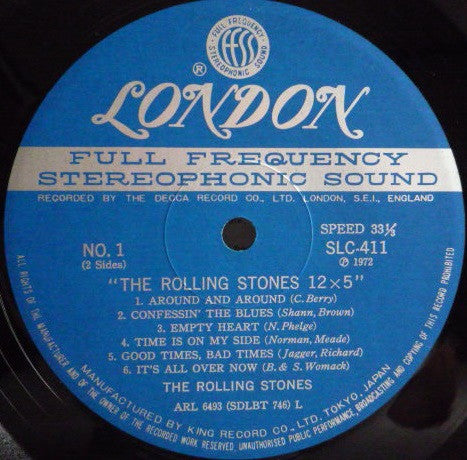 FULL FREQUENCY
ffss
STEREOPHONIC SOUND
®
LONDON
FULL FREQUENCY
STEREOPHONIC SOUND
RECORDED BY THE DECCA RECORD CO., LTD. LONDON, S.E.I., ENGLAND
SPEED 33⅓
NO. 1
SLC-411
(2 Sides)
Ⓟ 1972
"THE ROLLING STONES 12×5"
1. AROUND AND AROUND (C. Berry)
2. CONFESSIN' THE BLUES (Shann, Brown)
3. EMPTY HEART (N. Phelge)
4. TIME IS ON MY SIDE (Norman, Meade)
5. GOOD TIMES, BAD TIMES (Jagger, Richard)
6. IT'S ALL OVER NOW (B. & S. Womack)
THE ROLLING STONES
ARL 6493 (SDLBT 746) L
MANUFACTURED BY KING RECORD CO., LTD. TOKYO, JAPAN
ALL RIGHTS OF THE MANUFACTURER AND OF THE OWNER OF THE RECORDED WORK RESERVED. UNAUTHORISED PUBLIC PERFORMANCE, BROADCASTING AND COPYING OF THIS RECORD PROHIBITED